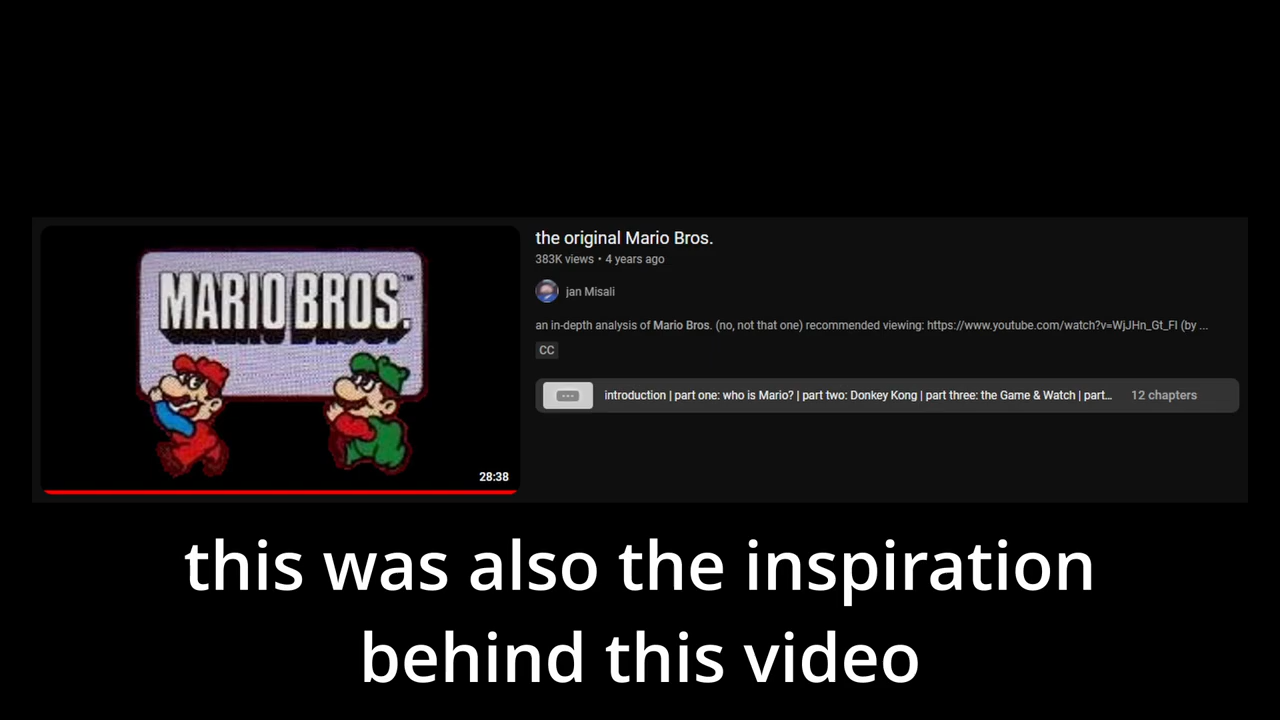 MARIO BROS.™
28:38
the original Mario Bros.
383K views • 4 years ago
jan Misali
an in-depth analysis of Mario Bros. (no, not that one) recommended viewing: https://www.youtube.com/watch?v=WjJHn_Gt_FI (by ...
CC
introduction | part one: who is Mario? | part two: Donkey Kong | part three: the Game & Watch | part... 12 chapters
this was also the inspiration
behind this video